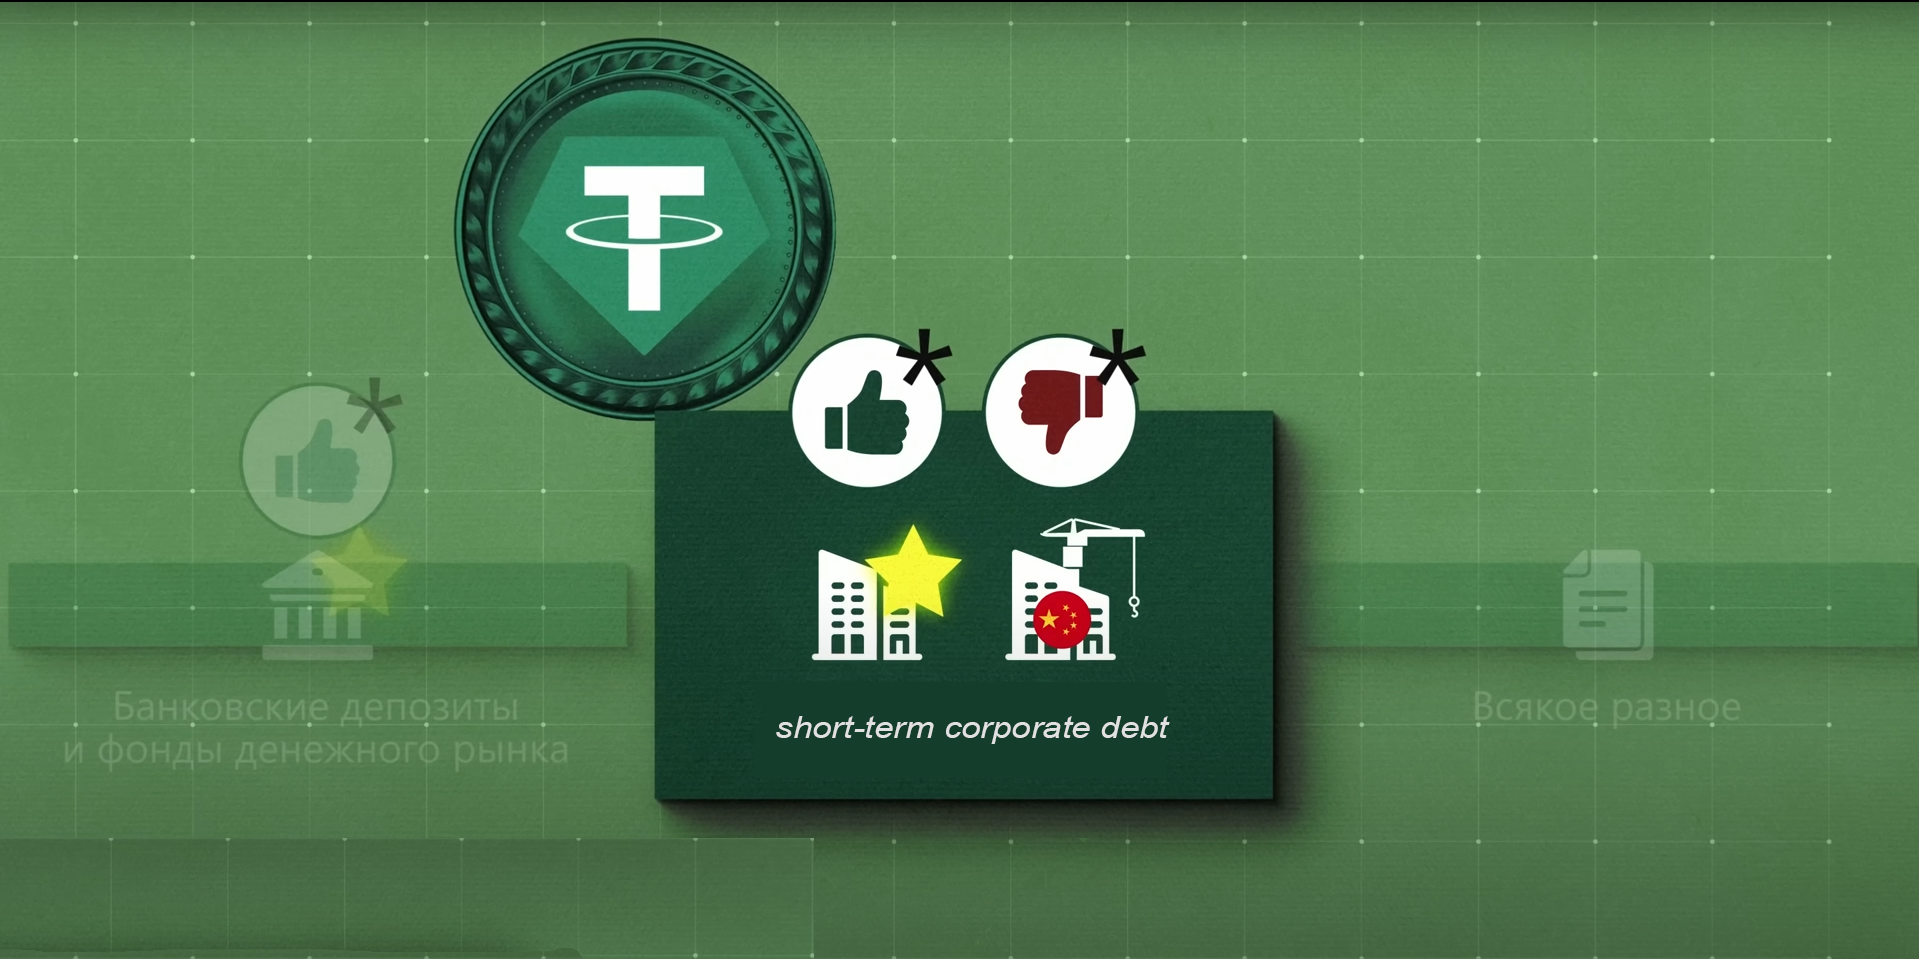 Банковские депозиты
и фонды денежного рынка
short-term corporate debt
Всякое разное